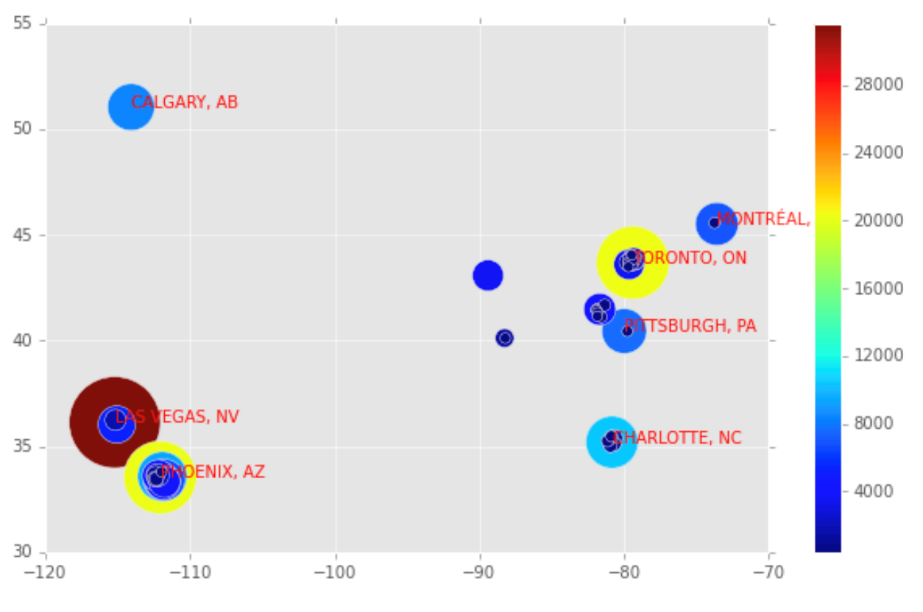 55
50
45
40
35
30
−120
−110
−100
−90
−80
−70
CALGARY, AB
MONTRÉAL,
TORONTO, ON
PITTSBURGH, PA
LAS VEGAS, NV
CHARLOTTE, NC
PHOENIX, AZ
28000
24000
20000
16000
12000
8000
4000